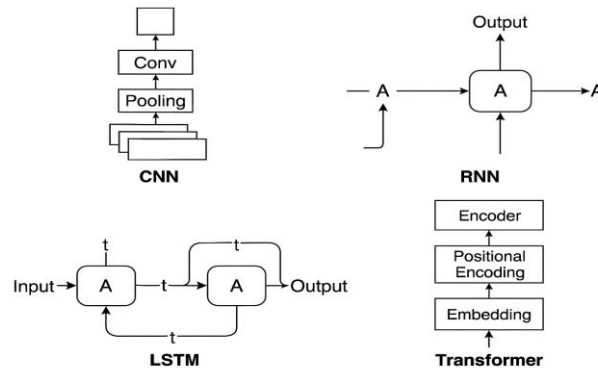 Conv
Pooling
CNN
Output
A
A
A
RNN
t
t
Input
A
t
A
Output
t
LSTM
Encoder
Positional
Encoding
Embedding
Transformer